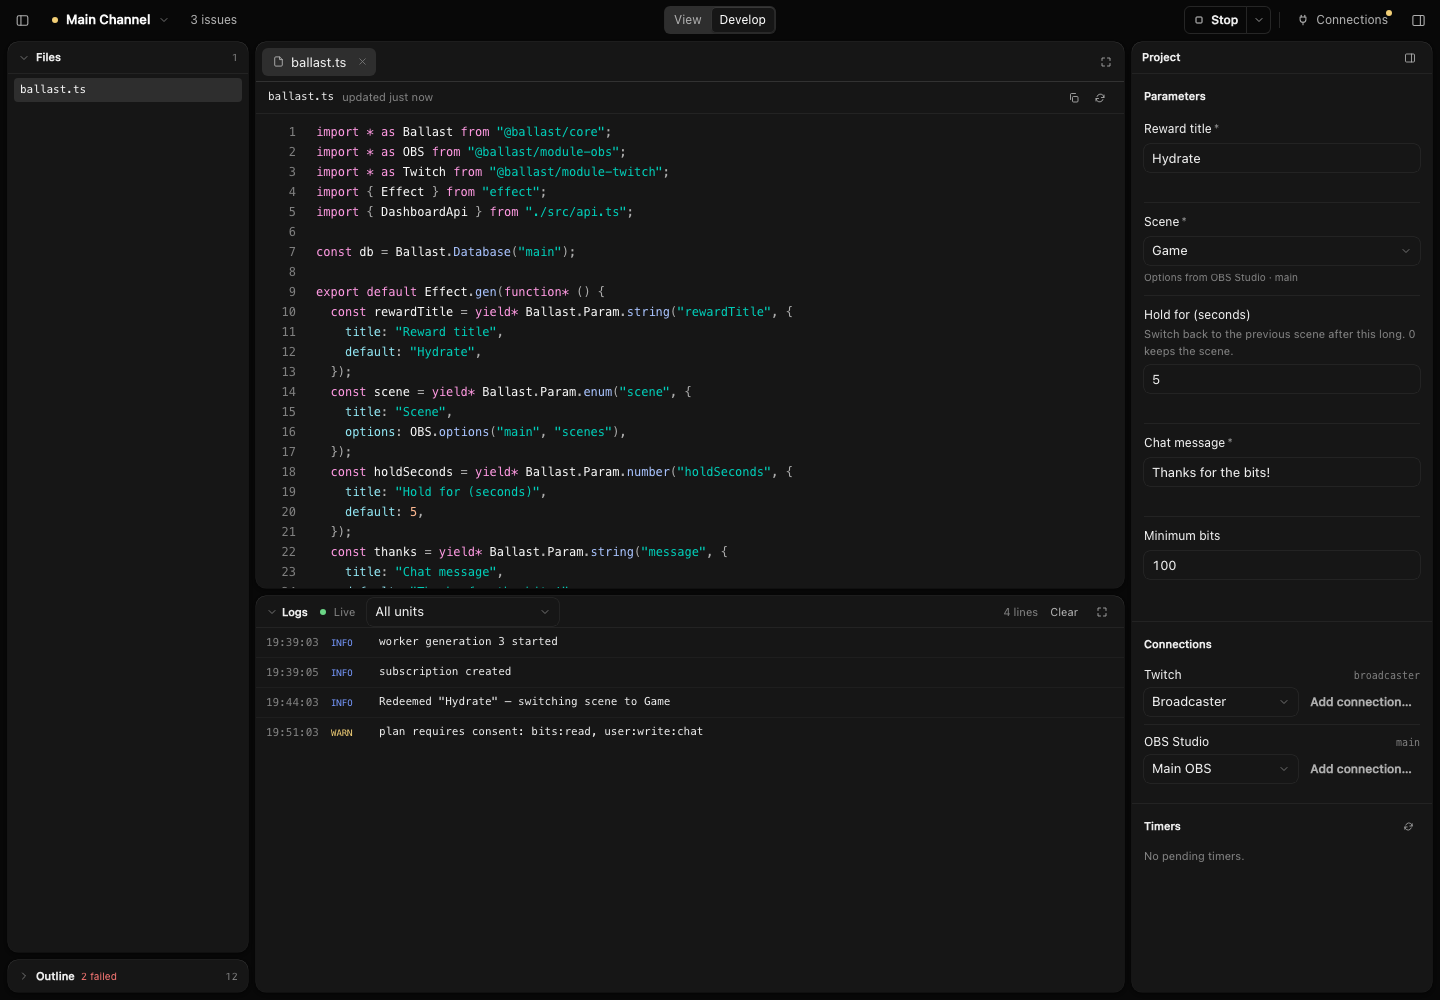 Main Channel
3 issues
View
Develop
Stop
Connections
Files
1
ballast.ts
ballast.ts
ballast.ts updated just now
1 import * as Ballast from "@ballast/core";
2 import * as OBS from "@ballast/module-obs";
3 import * as Twitch from "@ballast/module-twitch";
4 import { Effect } from "effect";
5 import { DashboardApi } from "./src/api.ts";
6
7 const db = Ballast.Database("main");
8
9 export default Effect.gen(function* () {
10 const rewardTitle = yield* Ballast.Param.string("rewardTitle", {
11 title: "Reward title",
12 default: "Hydrate",
13 });
14 const scene = yield* Ballast.Param.enum("scene", {
15 title: "Scene",
16 options: OBS.options("main", "scenes"),
17 });
18 const holdSeconds = yield* Ballast.Param.number("holdSeconds", {
19 title: "Hold for (seconds)",
20 default: 5,
21 });
22 const thanks = yield* Ballast.Param.string("message", {
23 title: "Chat message",
Logs
Live
All units
4 lines
Clear
19:39:03 INFO worker generation 3 started
19:39:05 INFO subscription created
19:44:03 INFO Redeemed "Hydrate" — switching scene to Game
19:51:03 WARN plan requires consent: bits:read, user:write:chat
Outline 2 failed 12
Project
Parameters
Reward title *
Hydrate
Scene *
Game
Options from OBS Studio · main
Hold for (seconds)
Switch back to the previous scene after this long. 0
keeps the scene.
5
Chat message *
Thanks for the bits!
Minimum bits
100
Connections
Twitch broadcaster
Broadcaster Add connection...
OBS Studio main
Main OBS Add connection...
Timers
No pending timers.